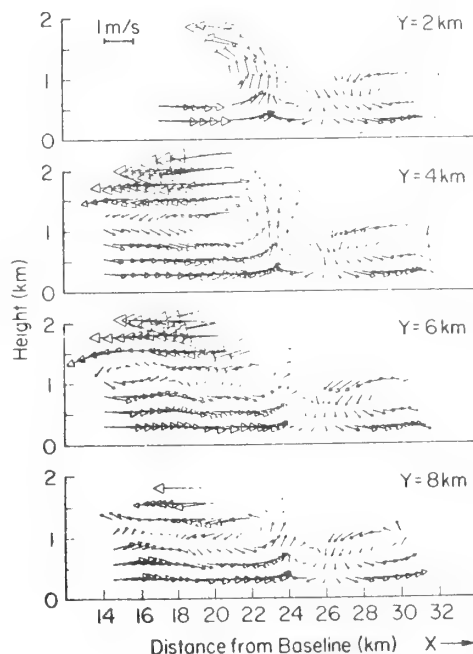 1m/s
Y=2km
2
1
0
Y=4km
2
1
0
Height (km)
Y=6km
2
1
0
Y=8km
2
1
0
14 16 18 20 22 24 26 28 30 32
Distance from Baseline (km) X